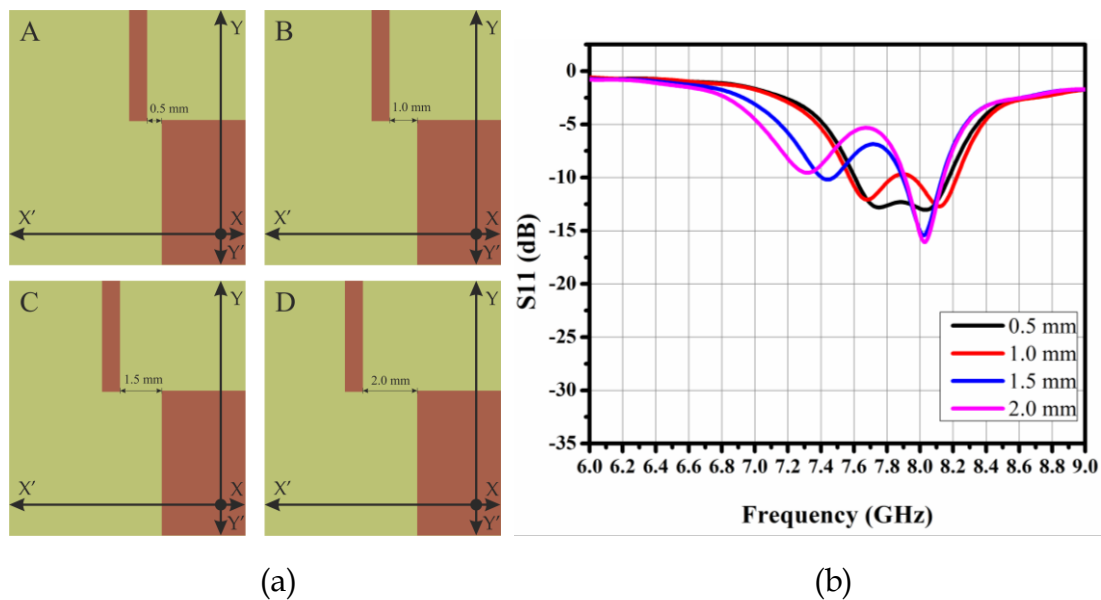 A
Y
0.5 mm
X′
X
Y′
B
Y
1.0 mm
X′
X
Y′
C
Y
1.5 mm
X′
X
Y′
D
Y
2.0 mm
X′
X
Y′
(a)
S11 (dB)
0
-5
-10
-15
-20
-25
-30
-35
0.5 mm
1.0 mm
1.5 mm
2.0 mm
6.0 6.2 6.4 6.6 6.8 7.0 7.2 7.4 7.6 7.8 8.0 8.2 8.4 8.6 8.8 9.0
Frequency (GHz)
(b)